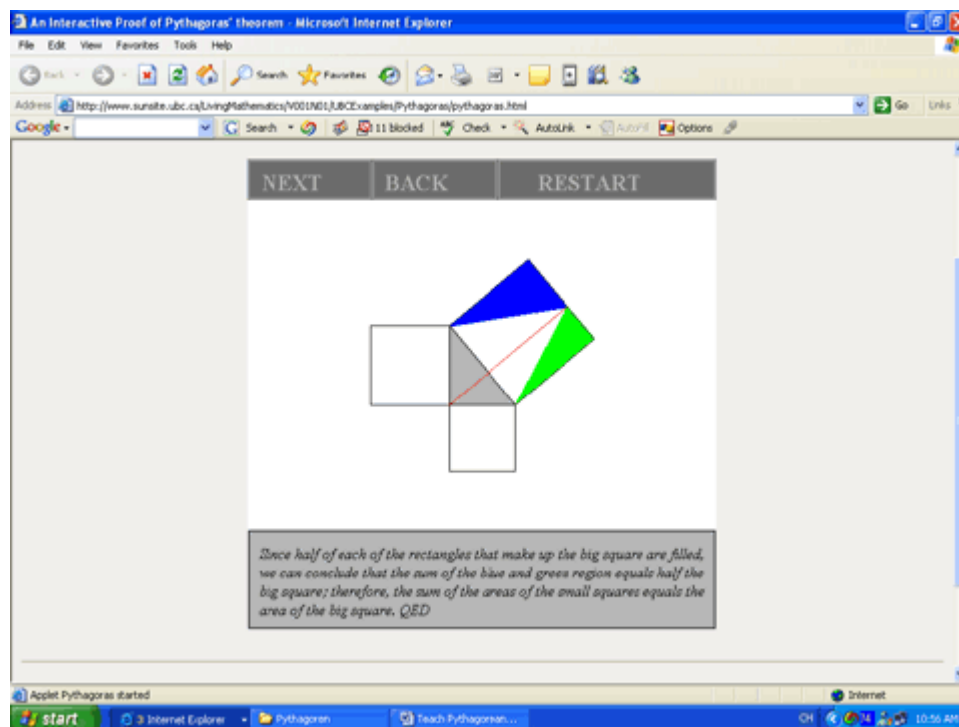 An Interactive Proof of Pythagoras' theorem - Microsoft Internet Explorer
File Edit View Favorites Tools Help
Back Search Favorites
Address http://www.sunsite.ubc.ca/LivingMathematics/V001N01/UBCExamples/Pythagoras/pythagoras.html Go Links
Google Search 11 blocked Check AutoLink AutoFill Options
NEXT BACK RESTART
Since half of each of the rectangles that make up the big square are filled,
we can conclude that the sum of the blue and green region equals half the
big square; therefore, the sum of the areas of the small squares equals the
area of the big square. QED
Applet Pythagoras started Internet
start 3 Internet Explorer Pythagoren Teach Pythagorean... CH 74 10:56 AM